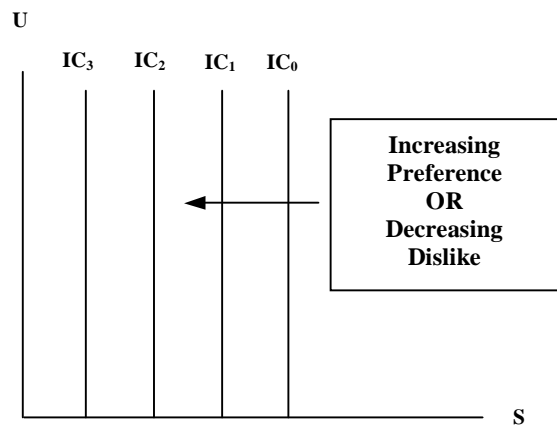 U
IC₃ IC₂ IC₁ IC₀
Increasing
Preference
OR
Decreasing
Dislike
S